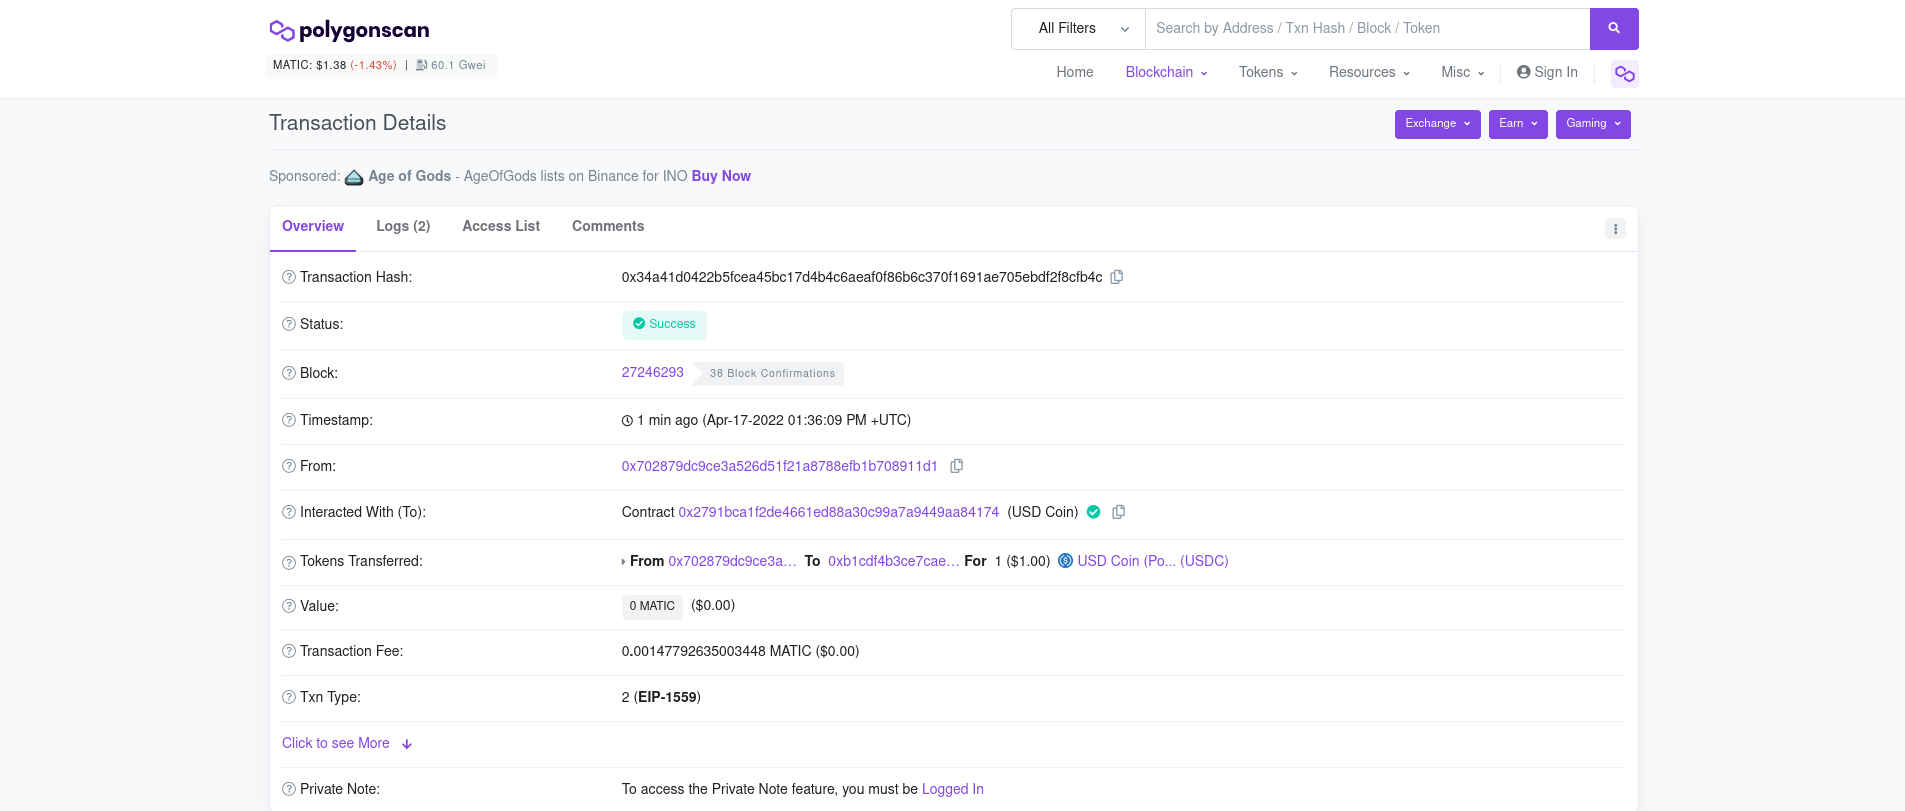 polygonscan
All Filters
Search by Address / Txn Hash / Block / Token
MATIC: $1.38 (-1.43%) | 60.1 Gwei
Home Blockchain Tokens Resources Misc Sign In
Transaction Details
Exchange Earn Gaming
Sponsored: Age of Gods - AgeOfGods lists on Binance for INO Buy Now
Overview Logs (2) Access List Comments
Transaction Hash: 0x34a41d0422b5fcea45bc17d4b4c6aeaf0f86b6c370f1691ae705ebdf2f8cfb4c
Status: Success
Block: 27246293 38 Block Confirmations
Timestamp: 1 min ago (Apr-17-2022 01:36:09 PM +UTC)
From: 0x702879dc9ce3a526d51f21a8788efb1b708911d1
Interacted With (To): Contract 0x2791bca1f2de4661ed88a30c99a7a9449aa84174 (USD Coin)
Tokens Transferred: From 0x702879dc9ce3a... To 0xb1cdf4b3ce7cae... For 1 ($1.00) USD Coin (Po... (USDC)
Value: 0 MATIC ($0.00)
Transaction Fee: 0.00147792635003448 MATIC ($0.00)
Txn Type: 2 (EIP-1559)
Click to see More
Private Note: To access the Private Note feature, you must be Logged In